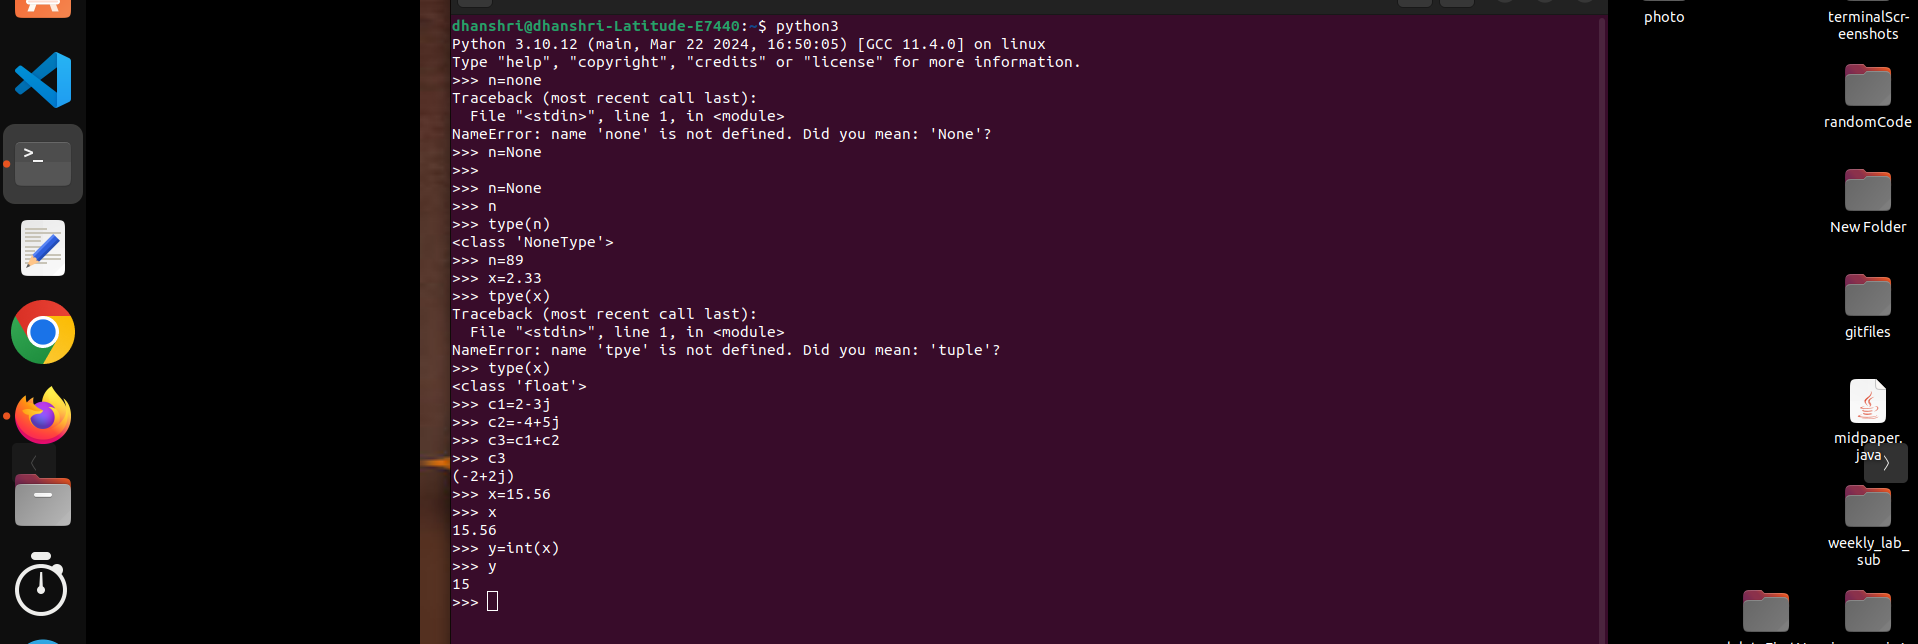 dhanshri@dhanshri-Latitude-E7440:~$ python3
Python 3.10.12 (main, Mar 22 2024, 16:50:05) [GCC 11.4.0] on linux
Type "help", "copyright", "credits" or "license" for more information.
>>> n=none
Traceback (most recent call last):
  File "<stdin>", line 1, in <module>
NameError: name 'none' is not defined. Did you mean: 'None'?
>>> n=None
>>>
>>> n=None
>>> n
>>> type(n)
<class 'NoneType'>
>>> n=89
>>> x=2.33
>>> tpye(x)
Traceback (most recent call last):
  File "<stdin>", line 1, in <module>
NameError: name 'tpye' is not defined. Did you mean: 'tuple'?
>>> type(x)
<class 'float'>
>>> c1=2-3j
>>> c2=-4+5j
>>> c3=c1+c2
>>> c3
(-2+2j)
>>> x=15.56
>>> x
15.56
>>> y=int(x)
>>> y
15
>>>
>_
photo
terminalScr-
eenshots
randomCode
New Folder
gitfiles
midpaper.
java
weekly_lab_
sub